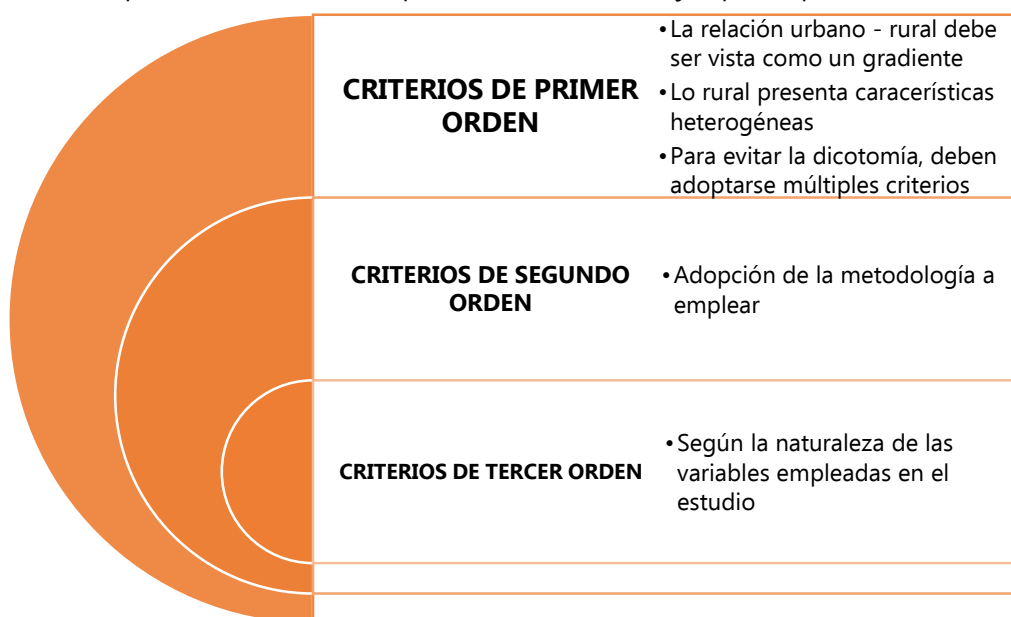 CRITERIOS DE PRIMER
ORDEN
•La relación urbano - rural debe
ser vista como un gradiente
•Lo rural presenta caracerísticas
heterogéneas
•Para evitar la dicotomía, deben
adoptarse múltiples criterios
CRITERIOS DE SEGUNDO
ORDEN
•Adopción de la metodología a
emplear
CRITERIOS DE TERCER ORDEN
•Según la naturaleza de las
variables empleadas en el
estudio